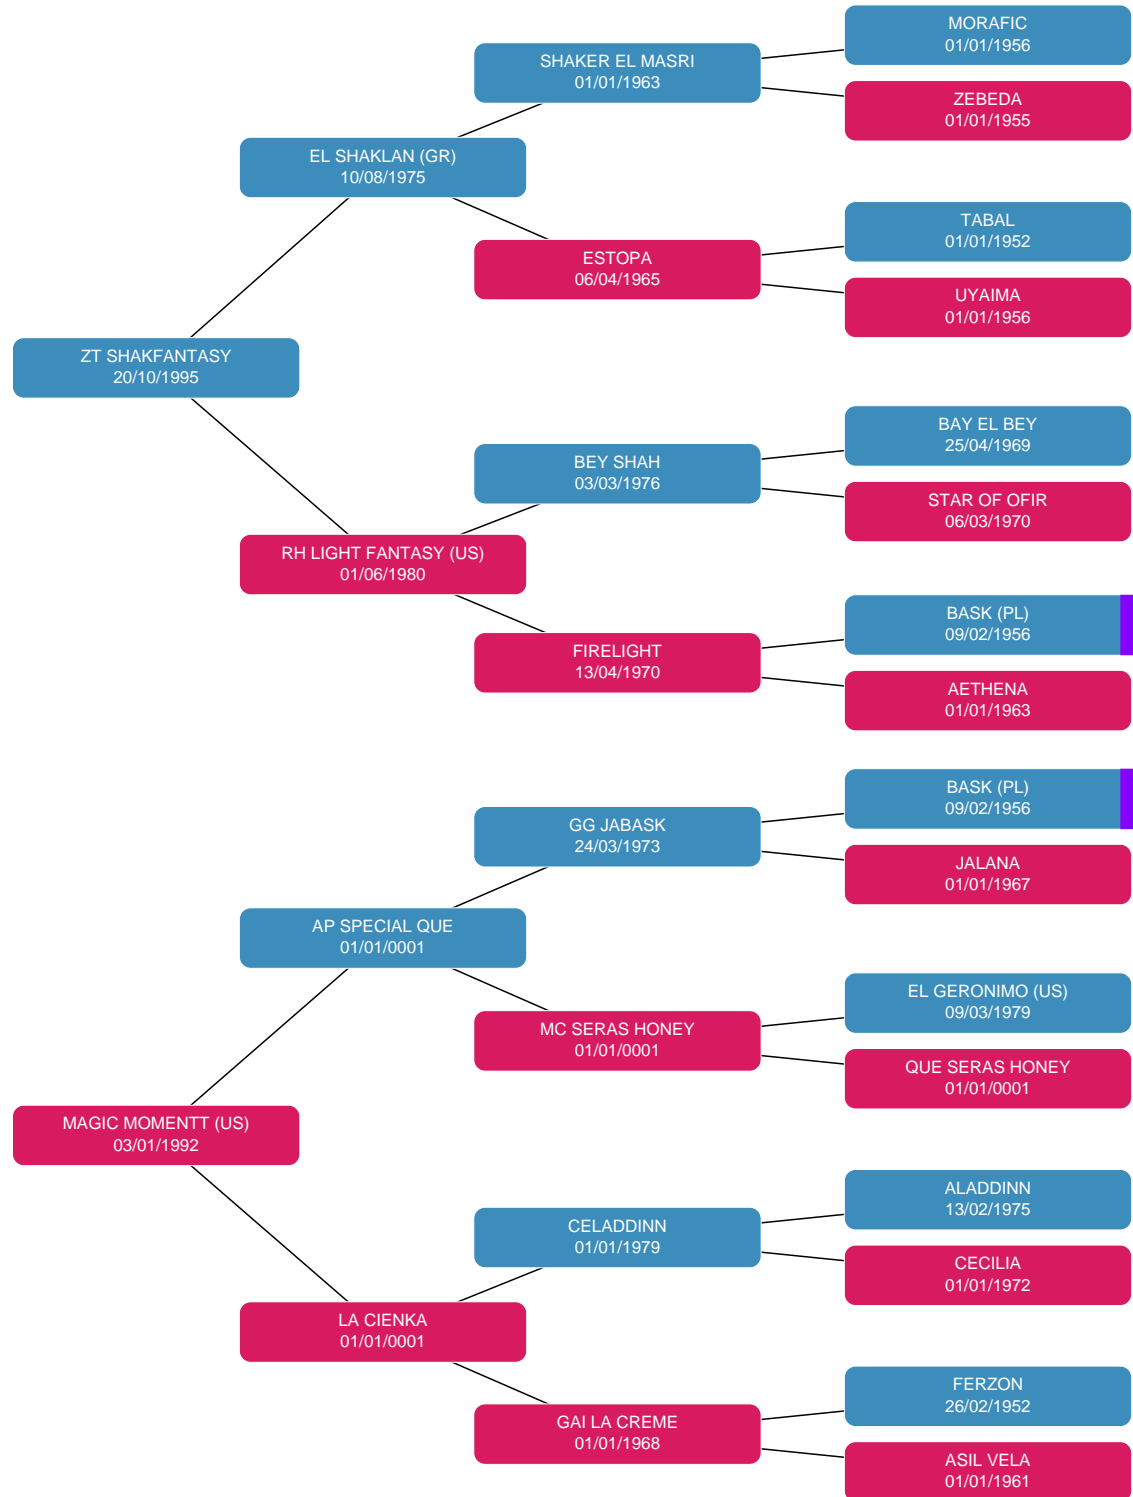 MORAFIC
01/01/1956
SHAKER EL MASRI
01/01/1963
ZEBEDA
01/01/1955
EL SHAKLAN (GR)
10/08/1975
TABAL
01/01/1952
ESTOPA
06/04/1965
UYAIMA
01/01/1956
ZT SHAKFANTASY
20/10/1995
BAY EL BEY
25/04/1969
BEY SHAH
03/03/1976
STAR OF OFIR
06/03/1970
RH LIGHT FANTASY (US)
01/06/1980
BASK (PL)
09/02/1956
FIRELIGHT
13/04/1970
AETHENA
01/01/1963
BASK (PL)
09/02/1956
GG JABASK
24/03/1973
JALANA
01/01/1967
AP SPECIAL QUE
01/01/0001
EL GERONIMO (US)
09/03/1979
MC SERAS HONEY
01/01/0001
QUE SERAS HONEY
01/01/0001
MAGIC MOMENTT (US)
03/01/1992
ALADDINN
13/02/1975
CELADDINN
01/01/1979
CECILIA
01/01/1972
LA CIENKA
01/01/0001
FERZON
26/02/1952
GAI LA CREME
01/01/1968
ASIL VELA
01/01/1961